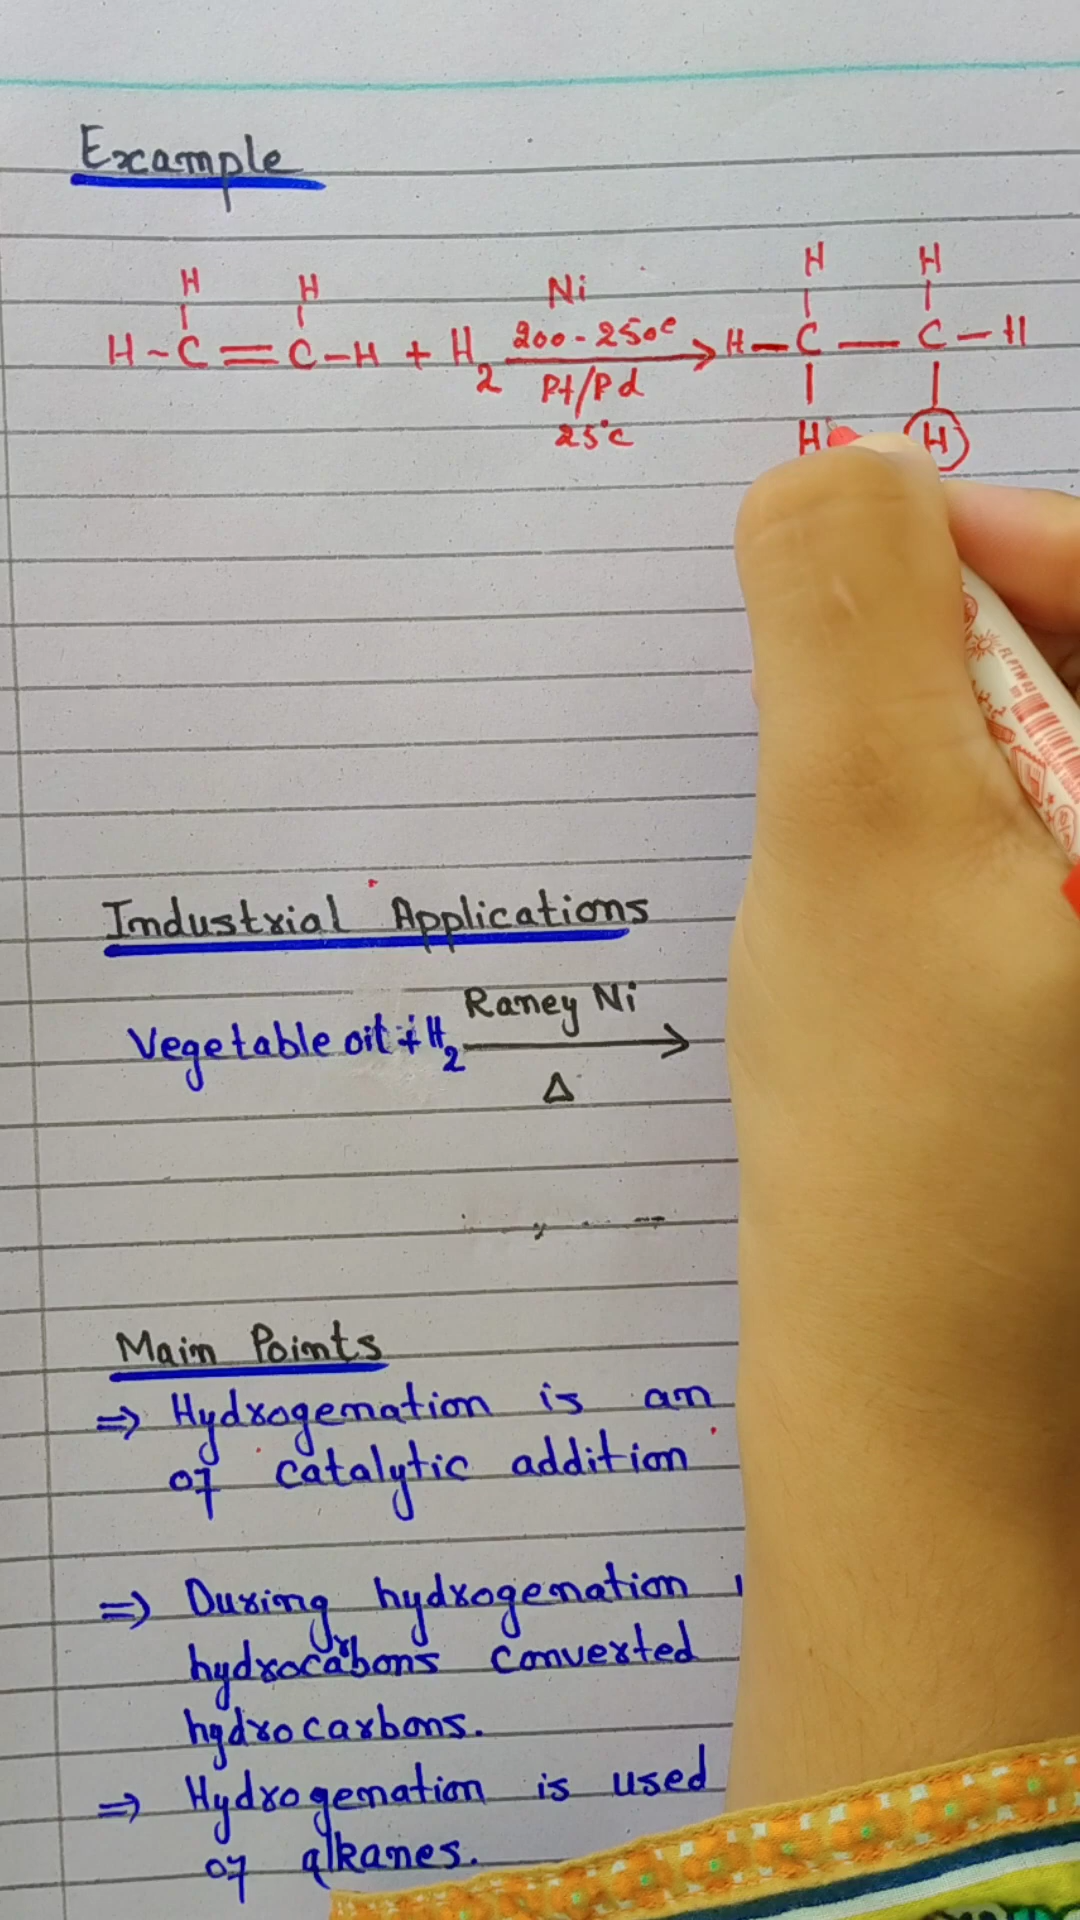 Example
H H Ni H H
H-C=C-H + H2 200-250c H-C-C-H
Pt/Pd
25°c H H
Industrial Applications
Vegetable oil + H2 Raney Ni
Δ
Main Points
⇒ Hydrogenation is an
of catalytic addition
⇒ During hydrogenation
hydrocarbons converted
hydrocarbons.
⇒ Hydrogenation is used
of alkanes.